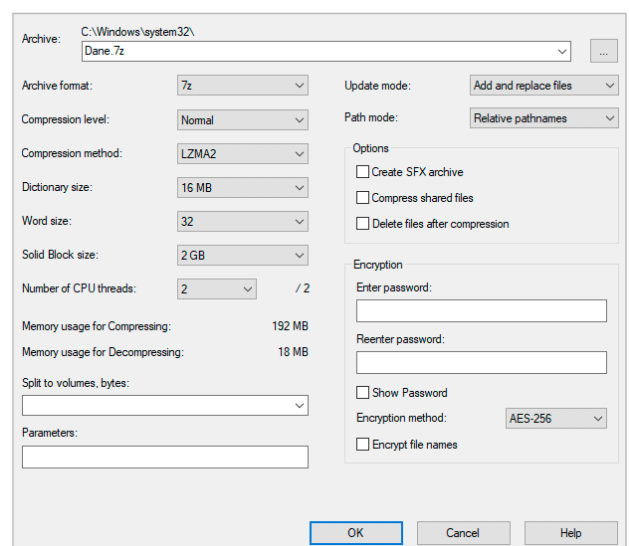 Archive: C:\Windows\system32\
Dane.7z ...
Archive format: 7z
Compression level: Normal
Compression method: LZMA2
Dictionary size: 16 MB
Word size: 32
Solid Block size: 2 GB
Number of CPU threads: 2 / 2
Memory usage for Compressing: 192 MB
Memory usage for Decompressing: 18 MB
Split to volumes, bytes:
Parameters:
Update mode: Add and replace files
Path mode: Relative pathnames
Options
Create SFX archive
Compress shared files
Delete files after compression
Encryption
Enter password:
Reenter password:
Show Password
Encryption method: AES-256
Encrypt file names
OK Cancel Help